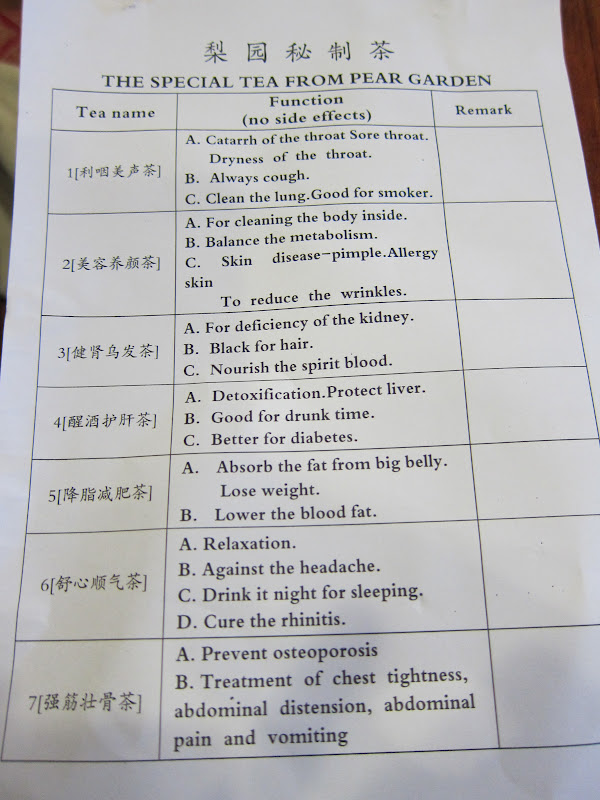 梨园秘制茶
THE SPECIAL TEA FROM PEAR GARDEN
Tea name
Function
(no side effects)
Remark
1[利咽美声茶]
A. Catarrh of the throat Sore throat.
Dryness of the throat.
B. Always cough.
C. Clean the lung.Good for smoker.
2[美容养颜茶]
A. For cleaning the body inside.
B. Balance the metabolism.
C. Skin disease-pimple.Allergy
skin
To reduce the wrinkles.
3[健肾乌发茶]
A. For deficiency of the kidney.
B. Black for hair.
C. Nourish the spirit blood.
4[醒酒护肝茶]
A. Detoxification.Protect liver.
B. Good for drunk time.
C. Better for diabetes.
5[降脂减肥茶]
A. Absorb the fat from big belly.
Lose weight.
B. Lower the blood fat.
6[舒心顺气茶]
A. Relaxation.
B. Against the headache.
C. Drink it night for sleeping.
D. Cure the rhinitis.
7[强筋壮骨茶]
A. Prevent osteoporosis
B. Treatment of chest tightness,
abdominal distension, abdominal
pain and vomiting